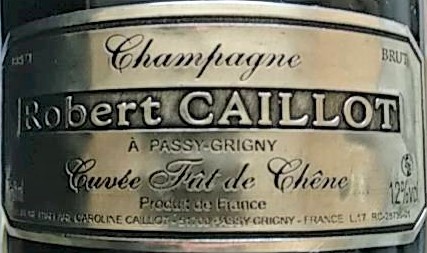 Champagne
BRUT
Robert CAILLOT
À PASSY-GRIGNY
Cuvée Fût de Chêne
12%vol
Produit de France
CAROLINE CAILLOT - 51700 PASSY-GRIGNY - FRANCE